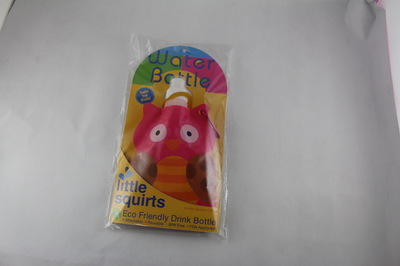 Water
Bottle
little
squirts
Eco Friendly Drink Bottle